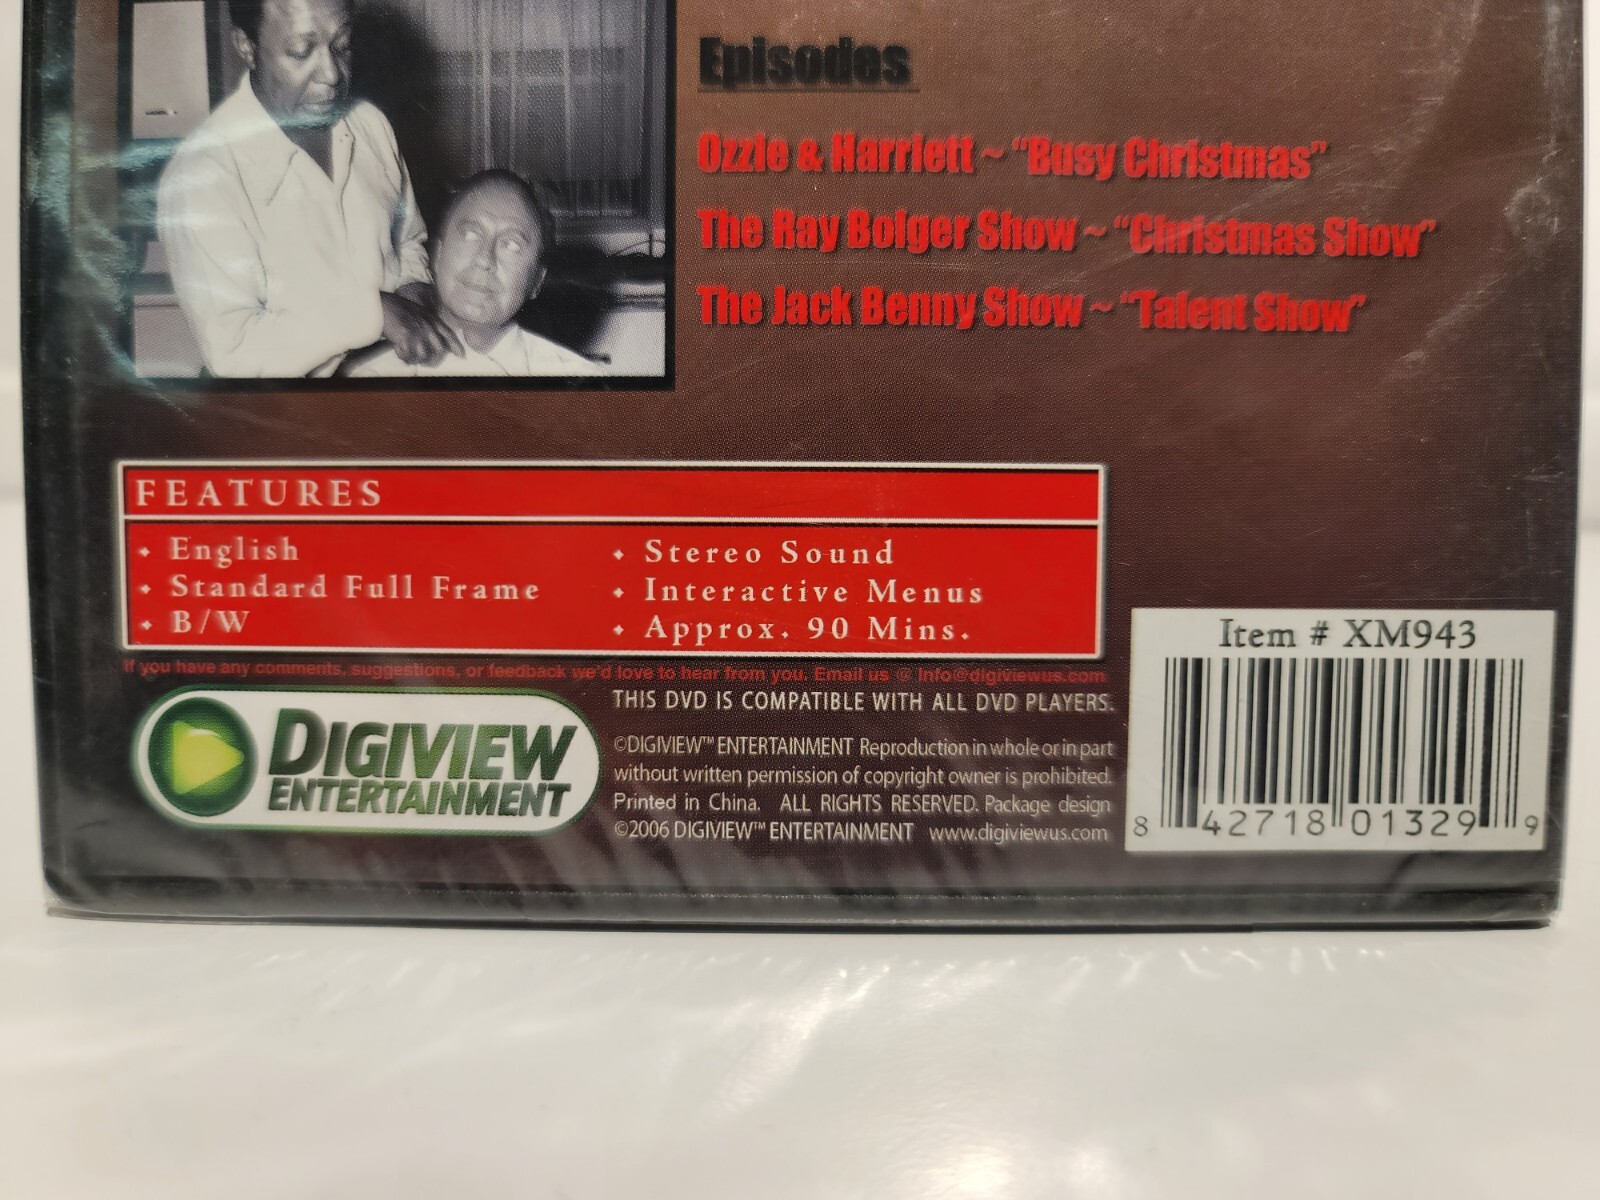 Episodes
Ozzie & Harriett ~ “Busy Christmas”
The Ray Bolger Show ~ “Christmas Show”
The Jack Benny Show ~ “Talent Show”
FEATURES
• English
• Standard Full Frame
• B/W
• Stereo Sound
• Interactive Menus
• Approx. 90 Mins.
If you have any comments, suggestions, or feedback we'd love to hear from you. Email us @ Info@digiviewus.com
DIGIVIEW
ENTERTAINMENT
THIS DVD IS COMPATIBLE WITH ALL DVD PLAYERS.
©DIGIVIEW™ ENTERTAINMENT Reproduction in whole or in part
without written permission of copyright owner is prohibited.
Printed in China. ALL RIGHTS RESERVED. Package design
©2006 DIGIVIEW™ ENTERTAINMENT www.digiviewus.com
Item # XM943
8 42718 01329 9